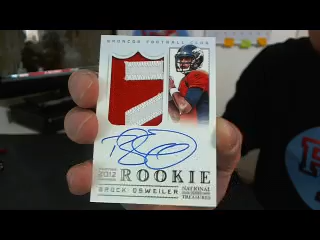 BRONCOS FOOTBALL CLUB
2012 ROOKIE
BROCK OSWEILER
NATIONAL
TREASURES